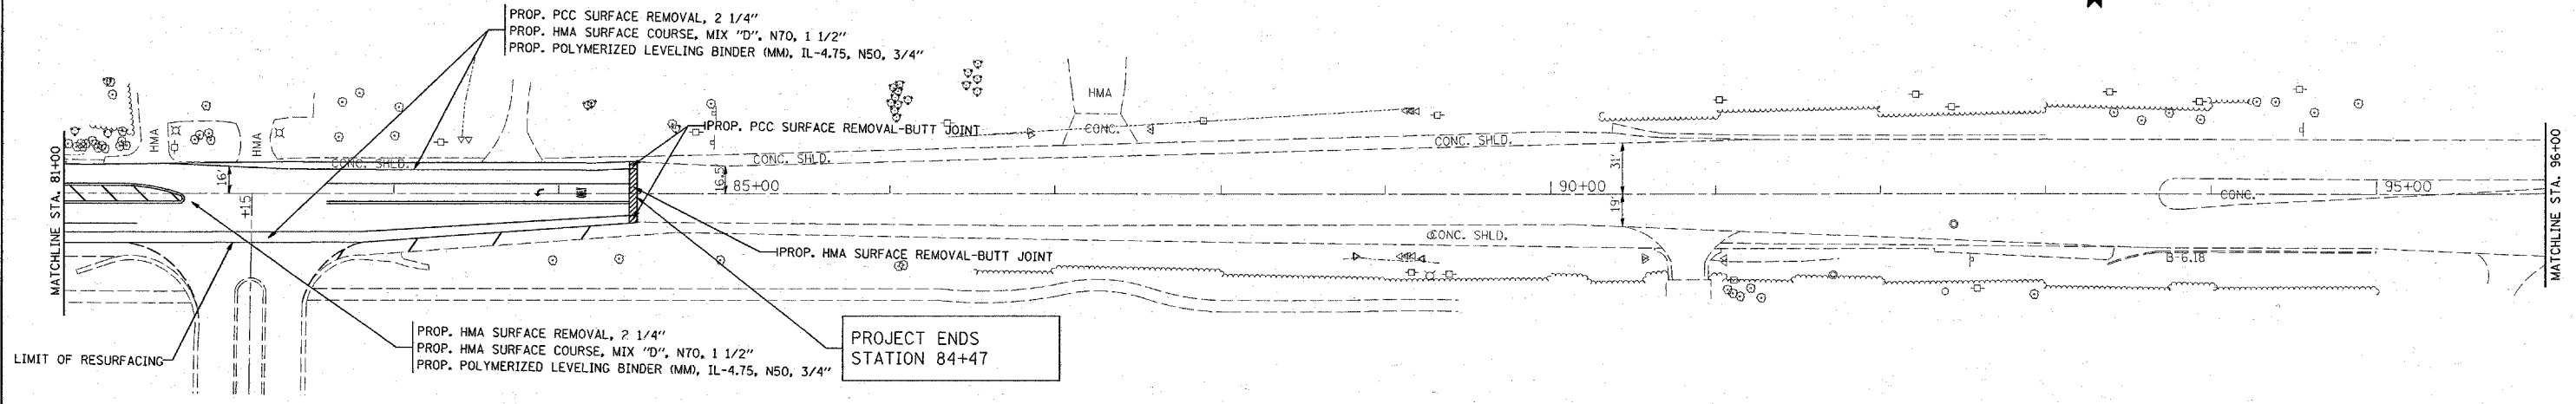 PROP. PCC SURFACE REMOVAL, 2 1/4"
PROP. HMA SURFACE COURSE, MIX "D", N70, 1 1/2"
PROP. POLYMERIZED LEVELING BINDER (MM), IL-4.75, N50, 3/4"
MATCHLINE STA. 81+00
HMA
HMA
CONC. SHLD.
16'
+15
PROP. PCC SURFACE REMOVAL-BUTT JOINT
CONC. SHLD.
16.5
85+00
HMA
CONC.
CONC. SHLD.
90+00
31'
19'
95+00
CONC.
MATCHLINE STA. 96+00
CONC. SHLD.
B-6.18
PROP. HMA SURFACE REMOVAL-BUTT JOINT
LIMIT OF RESURFACING
PROP. HMA SURFACE REMOVAL, 2 1/4"
PROP. HMA SURFACE COURSE, MIX "D", N70, 1 1/2"
PROP. POLYMERIZED LEVELING BINDER (MM), IL-4.75, N50, 3/4"
PROJECT ENDS
STATION 84+47